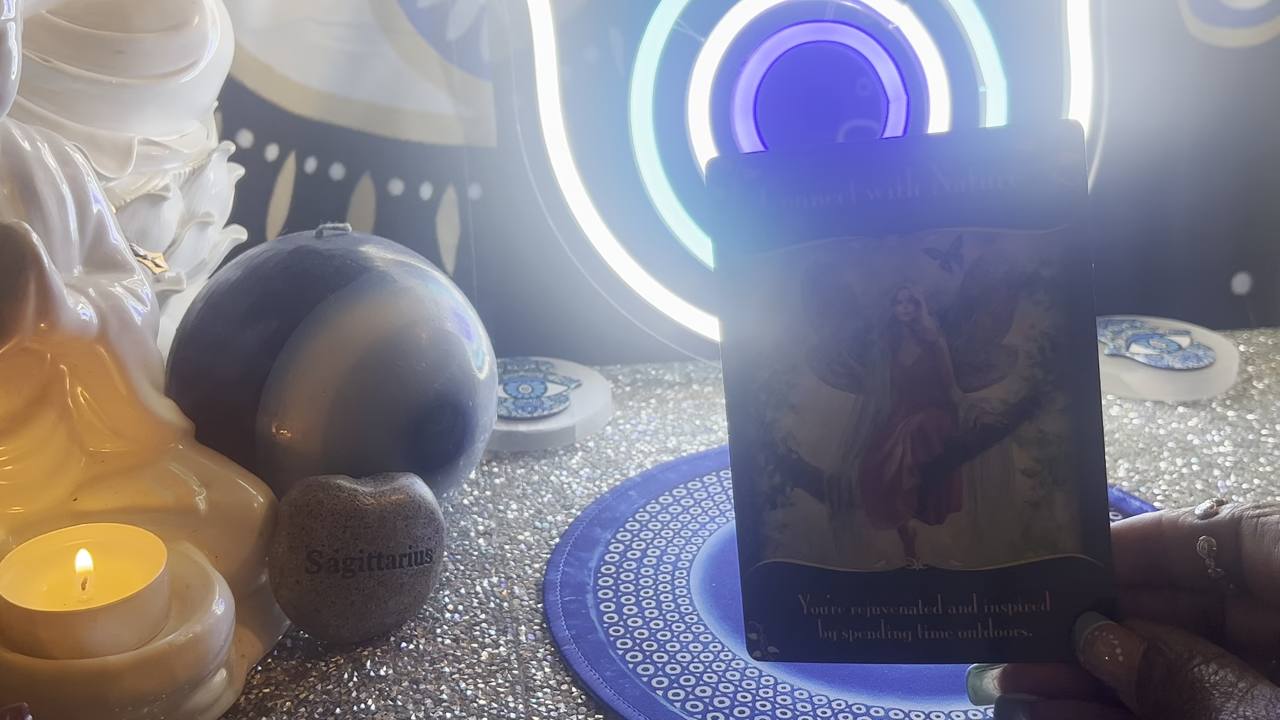 Connect with Nature
Sagittarius
You're rejuvenated and inspired
by spending time outdoors.